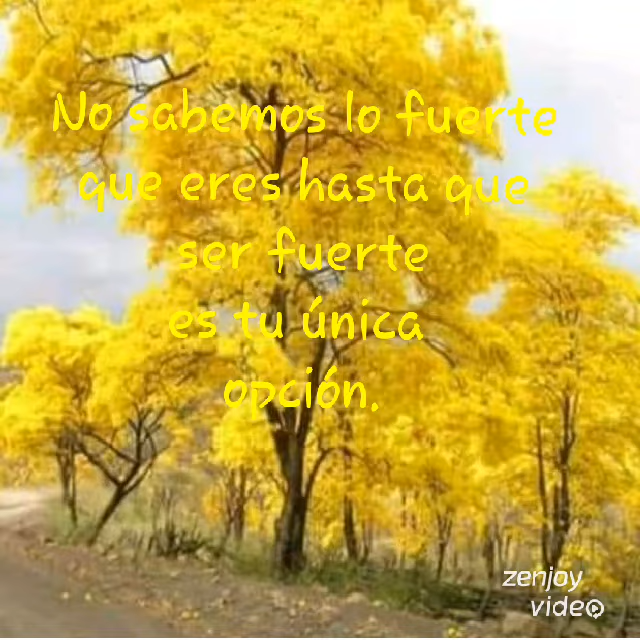 No sabemos lo fuerte
que eres hasta que
ser fuerte
es tu única
opción.
zenjoy
video